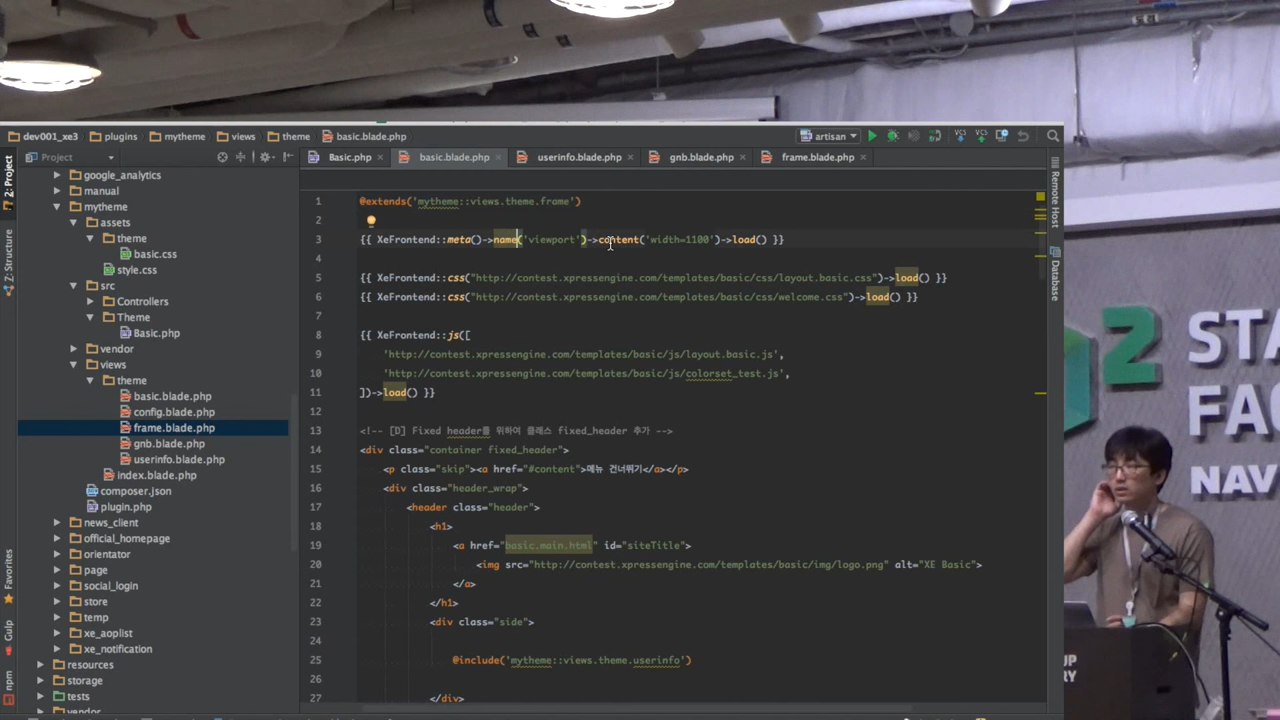 dev001_xe3 plugins mytheme views theme basic.blade.php
artisan
Project
Basic.php basic.blade.php userinfo.blade.php gnb.blade.php frame.blade.php
2: Project
Z: Structure
Favorites
Gulp
npm
Remote Host
Database
google_analytics
manual
mytheme
assets
theme
basic.css
style.css
src
Controllers
Theme
Basic.php
vendor
views
theme
basic.blade.php
config.blade.php
frame.blade.php
gnb.blade.php
userinfo.blade.php
index.blade.php
composer.json
plugin.php
news_client
official_homepage
orientator
page
social_login
store
temp
xe_aoplist
xe_notification
resources
storage
tests
vendor
1 @extends('mytheme::views.theme.frame')
2
3 {{ XeFrontend::meta()->name('viewport')->content('width=1100')->load() }}
4
5 {{ XeFrontend::css("http://contest.xpressengine.com/templates/basic/css/layout.basic.css")->load() }}
6 {{ XeFrontend::css("http://contest.xpressengine.com/templates/basic/css/welcome.css")->load() }}
7
8 {{ XeFrontend::js([
9 'http://contest.xpressengine.com/templates/basic/js/layout.basic.js',
10 'http://contest.xpressengine.com/templates/basic/js/colorset_test.js',
11 ])->load() }}
12
13 <!-- [D] Fixed header를 위하여 클래스 fixed_header 추가 -->
14 <div class="container fixed_header">
15 <p class="skip"><a href="#content">메뉴 건너뛰기</a></p>
16 <div class="header_wrap">
17 <header class="header">
18 <h1>
19 <a href="basic.main.html" id="siteTitle">
20 <img src="http://contest.xpressengine.com/templates/basic/img/logo.png" alt="XE Basic">
21 </a>
22 </h1>
23 <div class="side">
24
25 @include('mytheme::views.theme.userinfo')
26
27 </div>
2 STA
FA
NAV
UP
RY